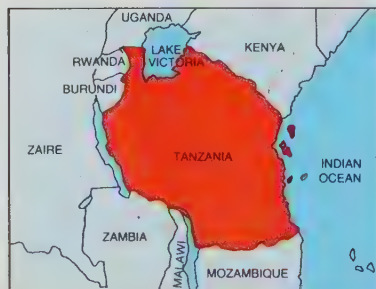 UGANDA
LAKE
VICTORIA
KENYA
RWANDA
BURUNDI
ZAIRE
TANZANIA
INDIAN
OCEAN
ZAMBIA
MALAWI
MOZAMBIQUE